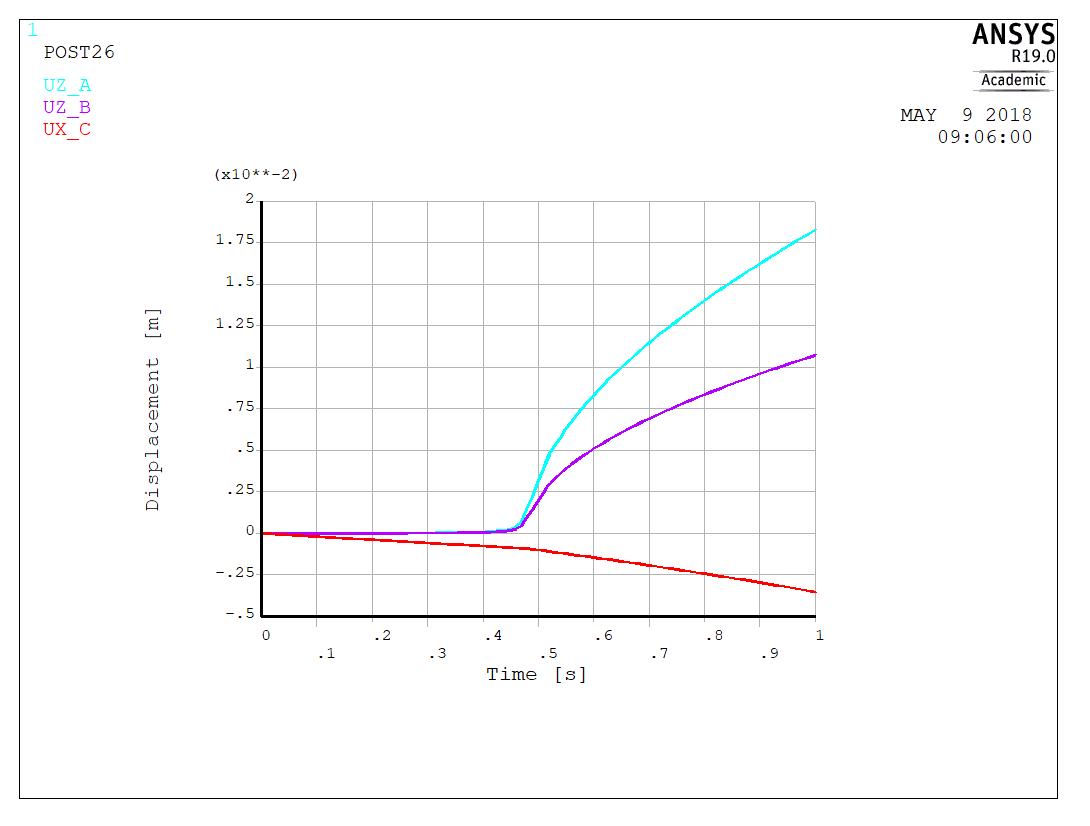 1
POST26
UZ_A
UZ_B
UX_C
ANSYS
R19.0
Academic
MAY  9 2018
09:06:00
(x10**-2)
2
1.75
1.5
1.25
1
.75
.5
.25
0
-.25
-.5
Displacement [m]
0 .2 .4 .6 .8 1
.1 .3 .5 .7 .9
Time [s]